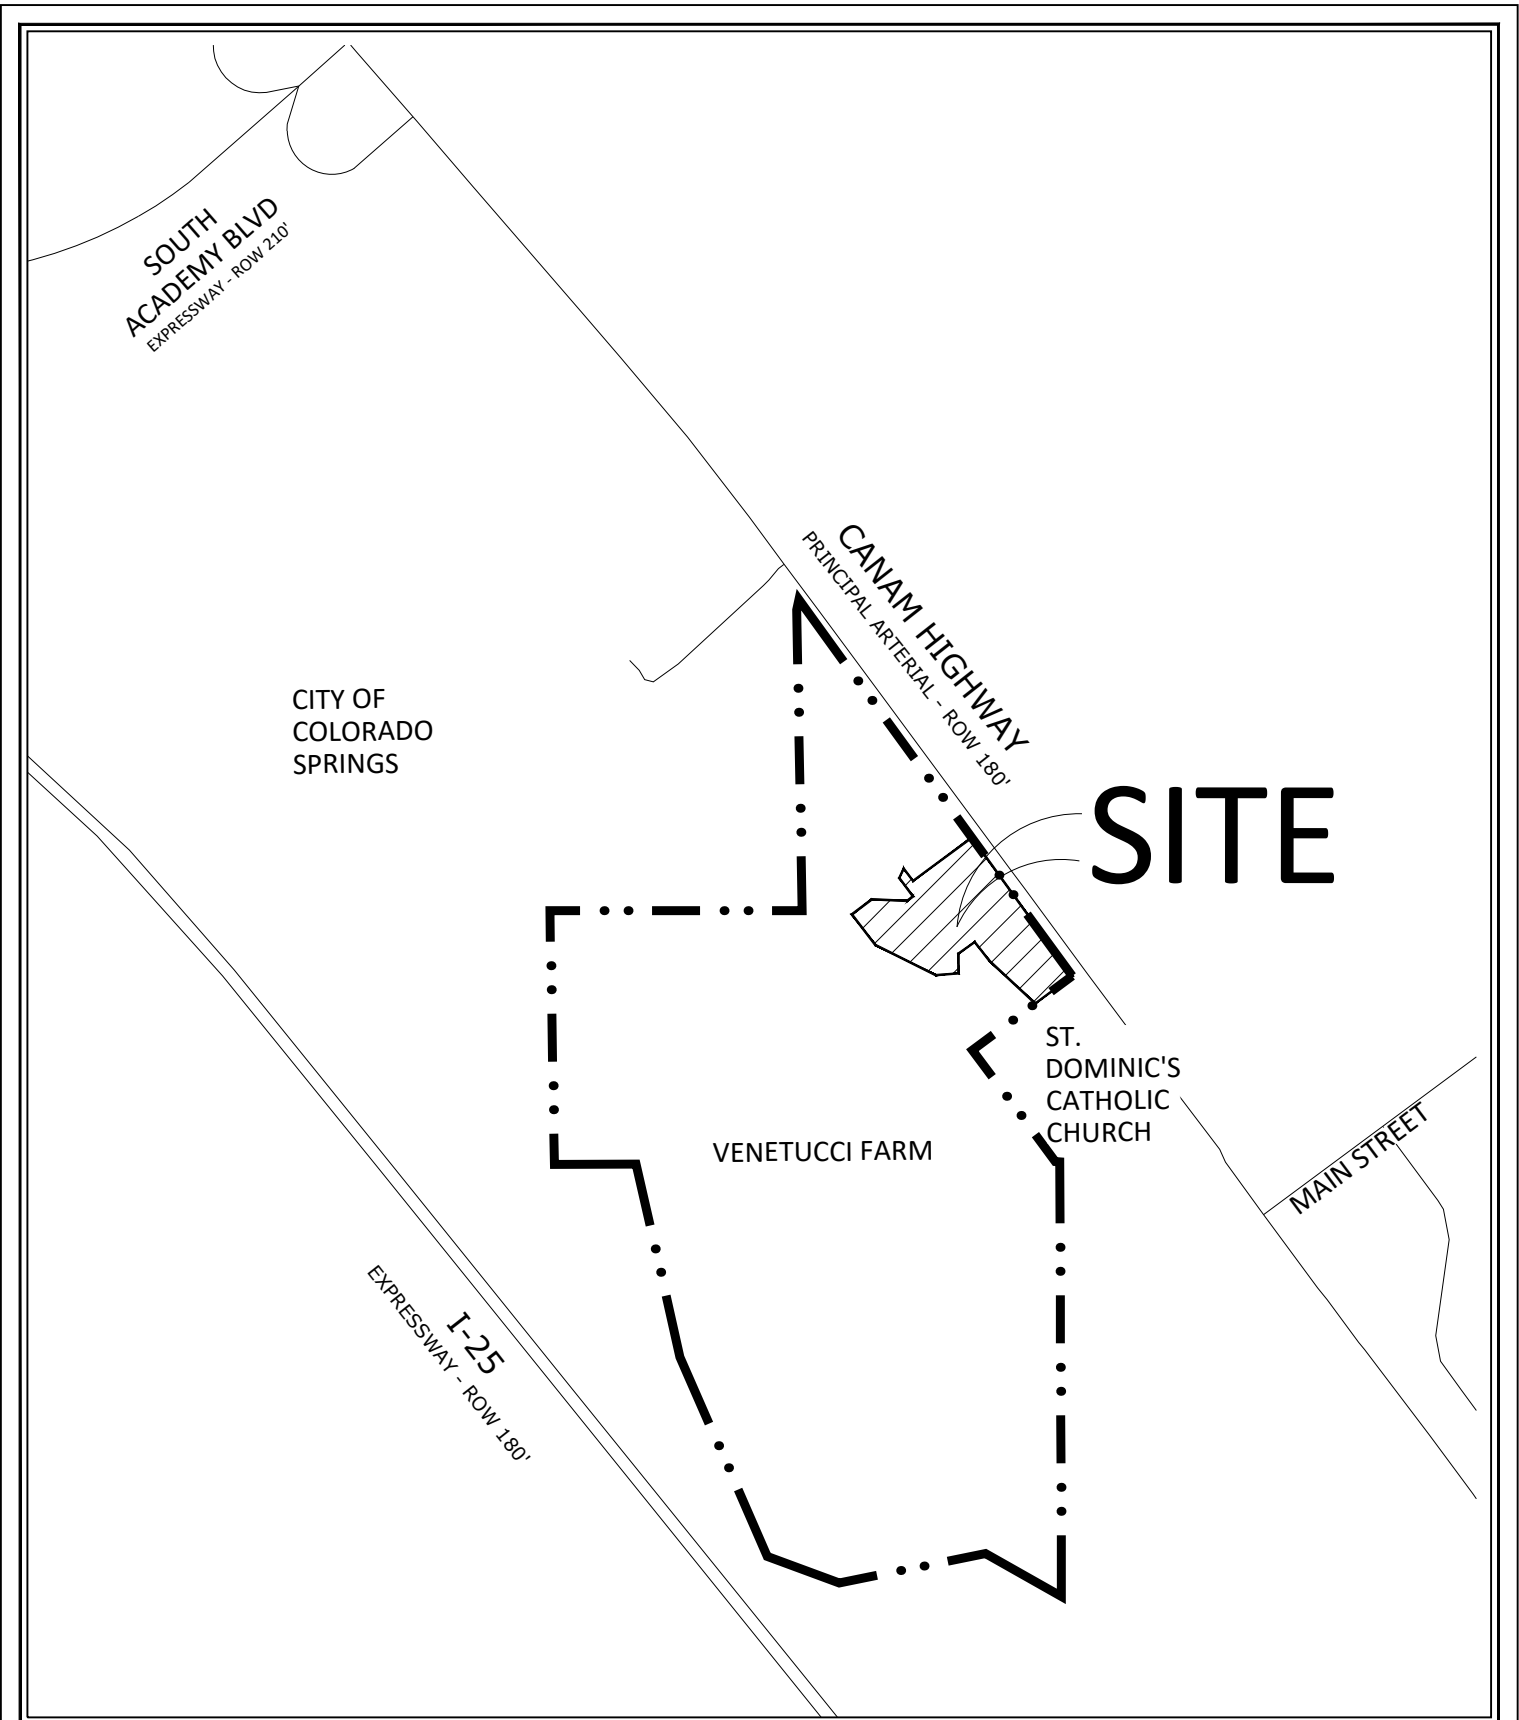 SOUTH
ACADEMY BLVD
EXPRESSWAY - ROW 210'
CANAM HIGHWAY
PRINCIPAL ARTERIAL - ROW 180'
CITY OF
COLORADO
SPRINGS
SITE
ST.
DOMINIC'S
CATHOLIC
CHURCH
MAIN STREET
VENETUCCI FARM
I-25
EXPRESSWAY - ROW 180'